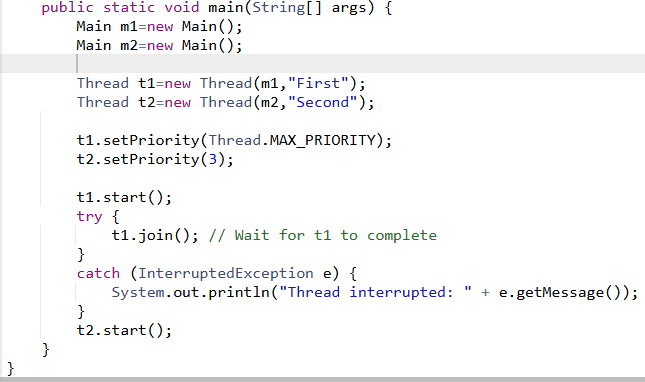 public static void main(String[] args) {
Main m1=new Main();
Main m2=new Main();
Thread t1=new Thread(m1,"First");
Thread t2=new Thread(m2,"Second");
t1.setPriority(Thread.MAX_PRIORITY);
t2.setPriority(3);
t1.start();
try {
t1.join(); // Wait for t1 to complete
}
catch (InterruptedException e) {
System.out.println("Thread interrupted: " + e.getMessage());
}
t2.start();
}
}